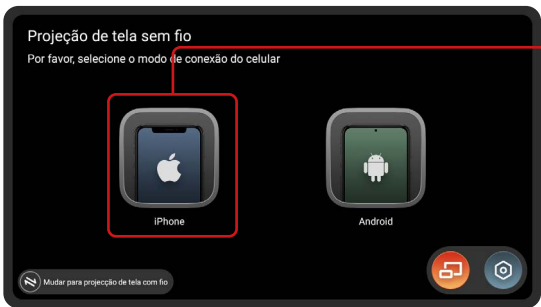 Projeção de tela sem fio
Por favor, selecione o modo de conexão do celular
iPhone
Android
Mudar para projecção de tela com fio